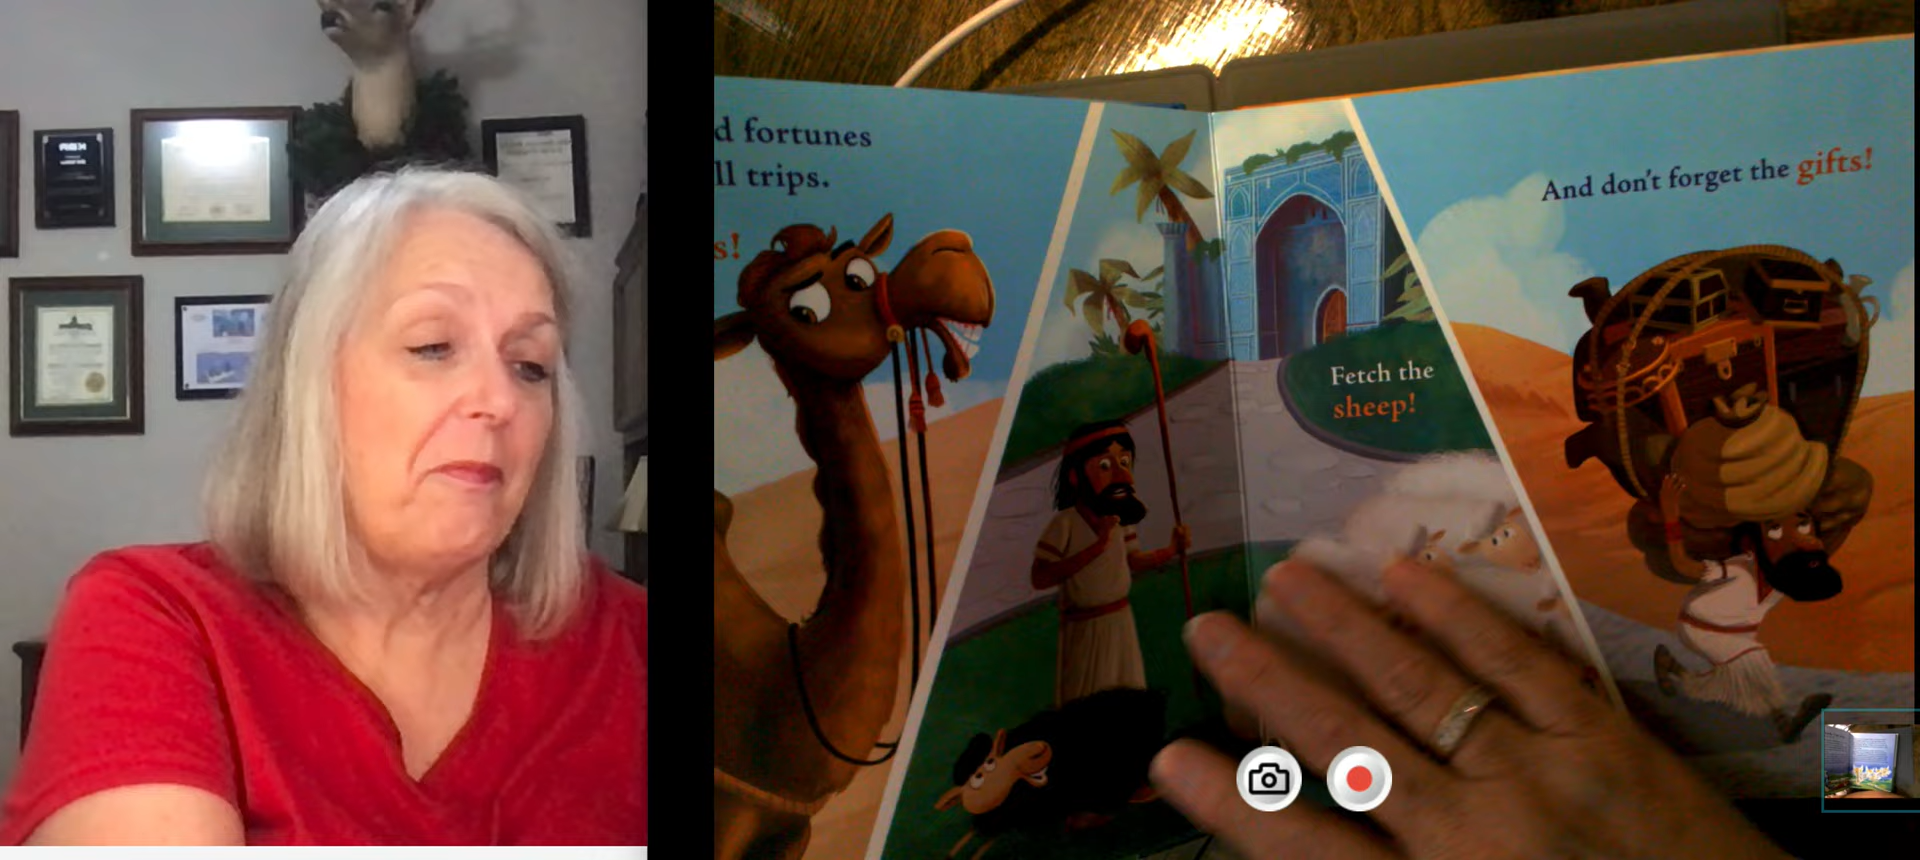 d fortunes
ll trips.
s!
Fetch the
sheep!
And don't forget the gifts!